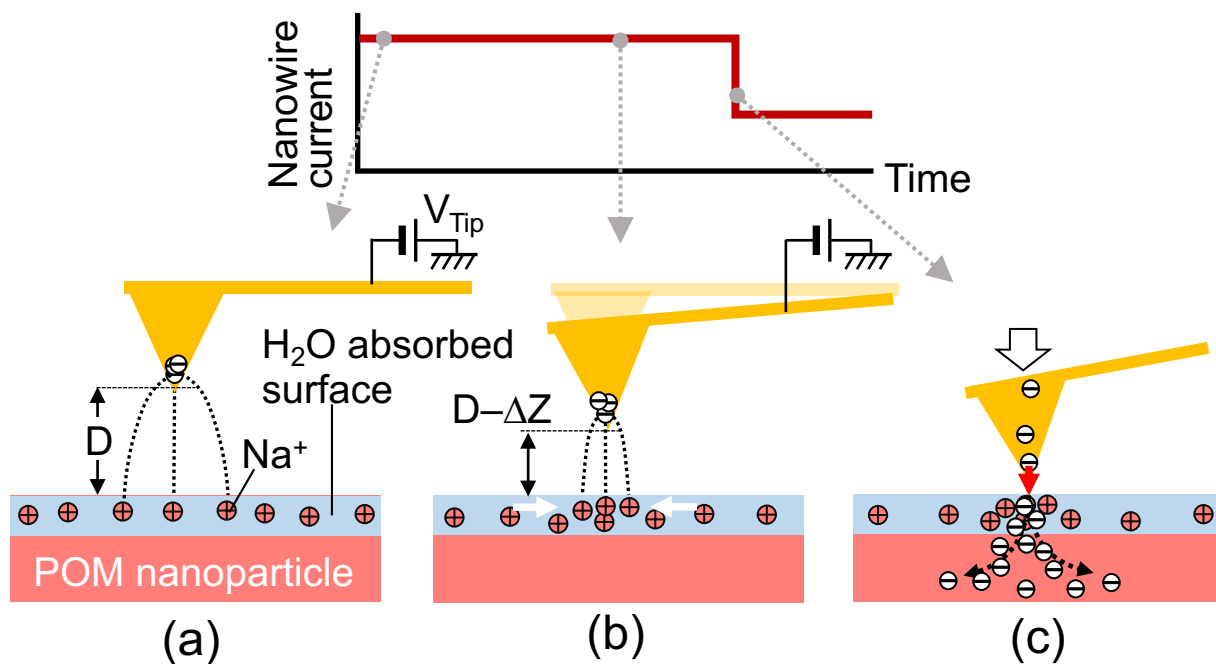 Nanowire
current
Time
V_Tip
H₂O absorbed
surface
D
Na⁺
D−ΔZ
POM nanoparticle
(a)
(b)
(c)